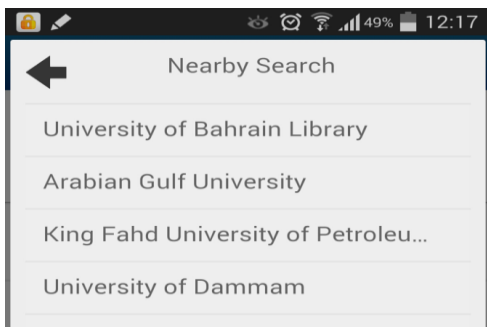 49% 12:17
Nearby Search
University of Bahrain Library
Arabian Gulf University
King Fahd University of Petroleu...
University of Dammam